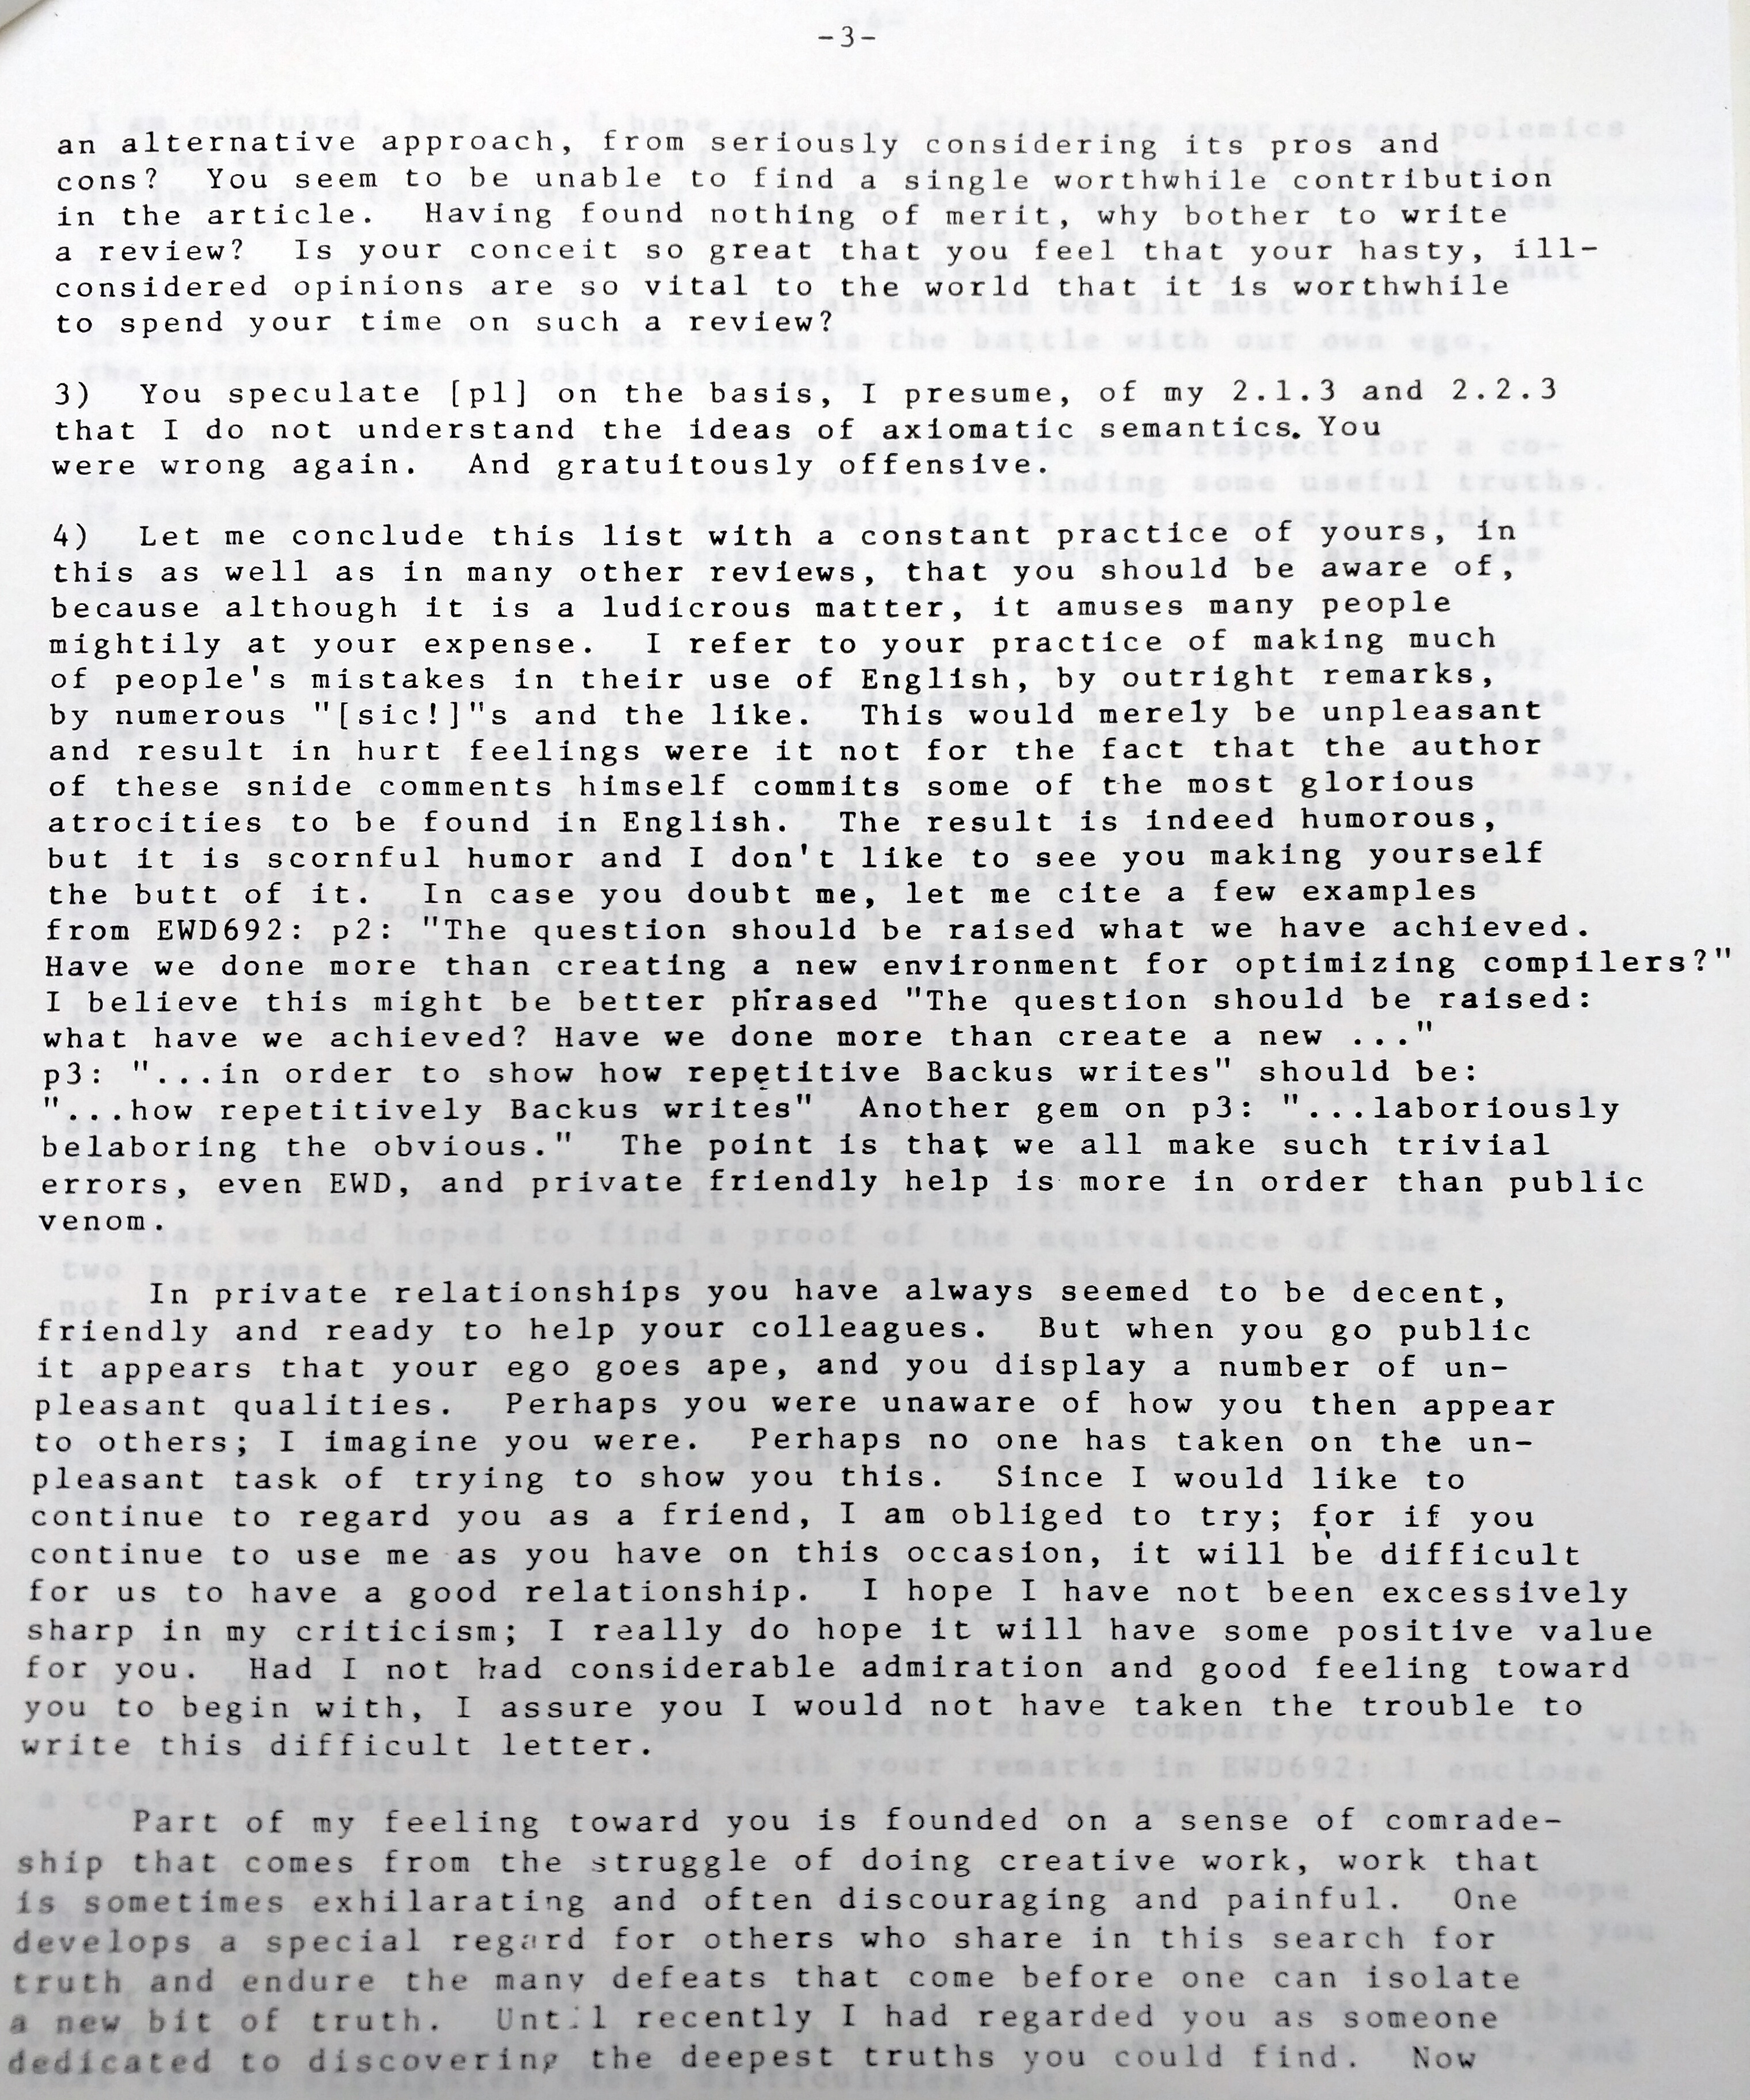 -3-
an alternative approach, from seriously considering its pros and
cons?  You seem to be unable to find a single worthwhile contribution
in the article.  Having found nothing of merit, why bother to write
a review?  Is your conceit so great that you feel that your hasty, ill-
considered opinions are so vital to the world that it is worthwhile
to spend your time on such a review?
3)  You speculate [p1] on the basis, I presume, of my 2.1.3 and 2.2.3
that I do not understand the ideas of axiomatic semantics. You
were wrong again.  And gratuitously offensive.
4)  Let me conclude this list with a constant practice of yours, in
this as well as in many other reviews, that you should be aware of,
because although it is a ludicrous matter, it amuses many people
mightily at your expense.  I refer to your practice of making much
of people's mistakes in their use of English, by outright remarks,
by numerous "[sic!]"s and the like.  This would merely be unpleasant
and result in hurt feelings were it not for the fact that the author
of these snide comments himself commits some of the most glorious
atrocities to be found in English.  The result is indeed humorous,
but it is scornful humor and I don't like to see you making yourself
the butt of it.  In case you doubt me, let me cite a few examples
from EWD692: p2: "The question should be raised what we have achieved.
Have we done more than creating a new environment for optimizing compilers?"
I believe this might be better phrased "The question should be raised:
what have we achieved? Have we done more than create a new ..."
p3: "...in order to show how repetitive Backus writes" should be:
"...how repetitively Backus writes"  Another gem on p3: "...laboriously
belaboring the obvious."  The point is that we all make such trivial
errors, even EWD, and private friendly help is more in order than public
venom.
In private relationships you have always seemed to be decent,
friendly and ready to help your colleagues.  But when you go public
it appears that your ego goes ape, and you display a number of un-
pleasant qualities.  Perhaps you were unaware of how you then appear
to others; I imagine you were.  Perhaps no one has taken on the un-
pleasant task of trying to show you this.  Since I would like to
continue to regard you as a friend, I am obliged to try; for if you
continue to use me as you have on this occasion, it will be difficult
for us to have a good relationship.  I hope I have not been excessively
sharp in my criticism; I really do hope it will have some positive value
for you.  Had I not had considerable admiration and good feeling toward
you to begin with, I assure you I would not have taken the trouble to
write this difficult letter.
Part of my feeling toward you is founded on a sense of comrade-
ship that comes from the struggle of doing creative work, work that
is sometimes exhilarating and often discouraging and painful.  One
develops a special regard for others who share in this search for
truth and endure the many defeats that come before one can isolate
a new bit of truth.  Until recently I had regarded you as someone
dedicated to discovering the deepest truths you could find.  Now